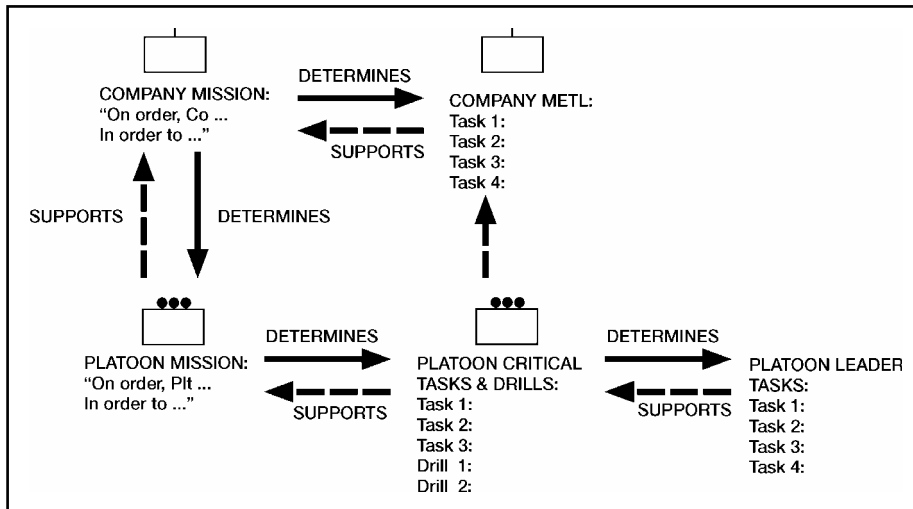 COMPANY MISSION:
"On order, Co ...
In order to ..."
DETERMINES
SUPPORTS
COMPANY METL:
Task 1:
Task 2:
Task 3:
Task 4:
SUPPORTS
DETERMINES
PLATOON MISSION:
"On order, Plt ...
In order to ..."
DETERMINES
SUPPORTS
PLATOON CRITICAL
TASKS & DRILLS:
Task 1:
Task 2:
Task 3:
Drill 1:
Drill 2:
DETERMINES
SUPPORTS
PLATOON LEADER
TASKS:
Task 1:
Task 2:
Task 3:
Task 4: